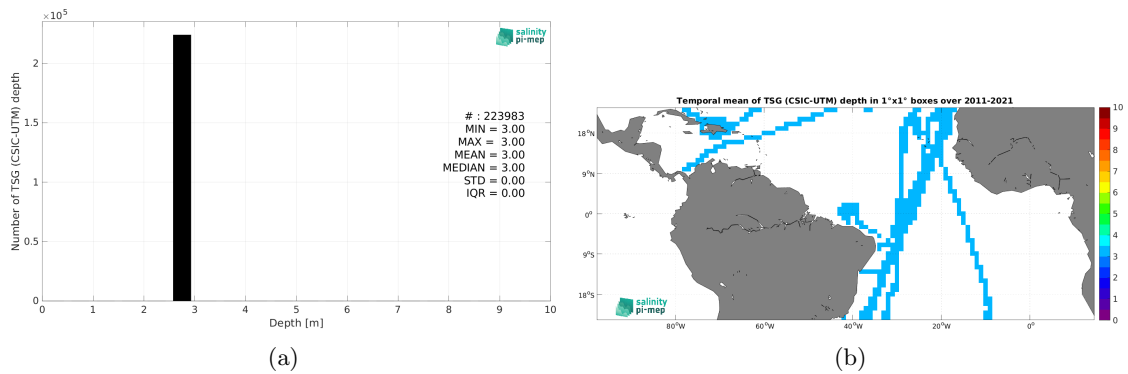 ×10⁵
salinity
pi-mep
2
1.5
1
0.5
0
Number of TSG (CSIC-UTM) depth
# : 223983
MIN = 3.00
MAX = 3.00
MEAN = 3.00
MEDIAN = 3.00
STD = 0.00
IQR = 0.00
0 1 2 3 4 5 6 7 8 9 10
Depth [m]
(a)
Temporal mean of TSG (CSIC-UTM) depth in 1°x1° boxes over 2011-2021
18°N
9°N
0°
9°S
18°S
80°W 60°W 40°W 20°W 0°
salinity
pi-mep
10
9
8
7
6
5
4
3
2
1
0
(b)